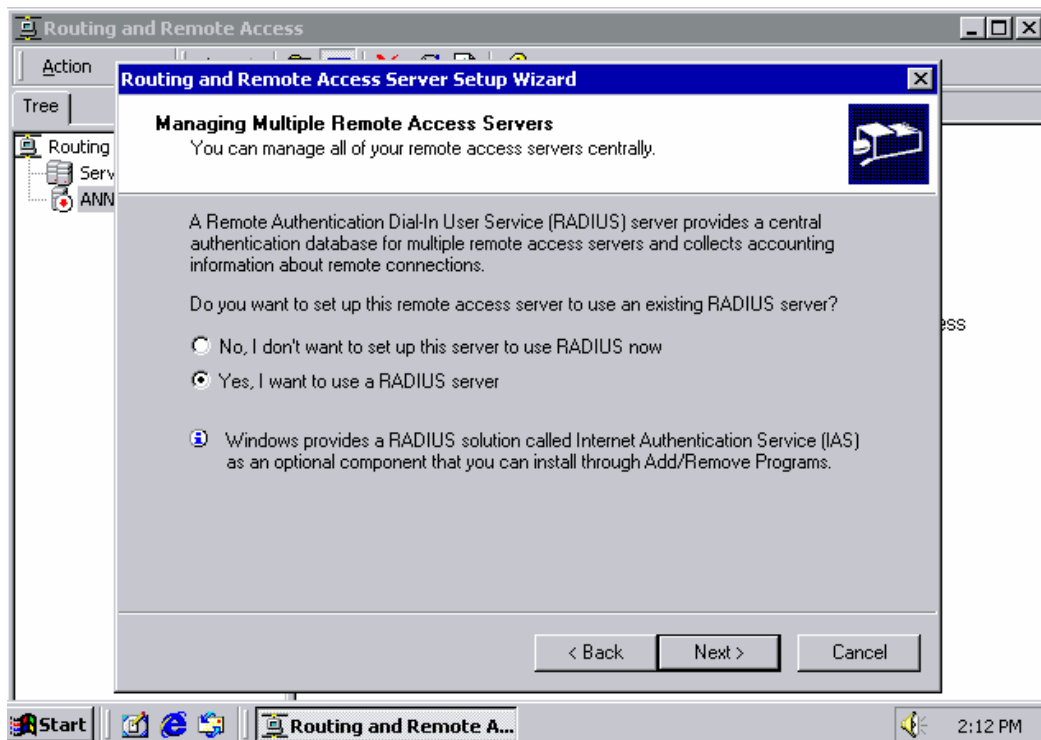 Routing and Remote Access
Action
Tree
Routing
Serv
ANN
Routing and Remote Access Server Setup Wizard
Managing Multiple Remote Access Servers
You can manage all of your remote access servers centrally.
A Remote Authentication Dial-In User Service (RADIUS) server provides a central
authentication database for multiple remote access servers and collects accounting
information about remote connections.
Do you want to set up this remote access server to use an existing RADIUS server?
No, I don't want to set up this server to use RADIUS now
Yes, I want to use a RADIUS server
Windows provides a RADIUS solution called Internet Authentication Service (IAS)
as an optional component that you can install through Add/Remove Programs.
< Back
Next >
Cancel
ess
Start
Routing and Remote A...
2:12 PM